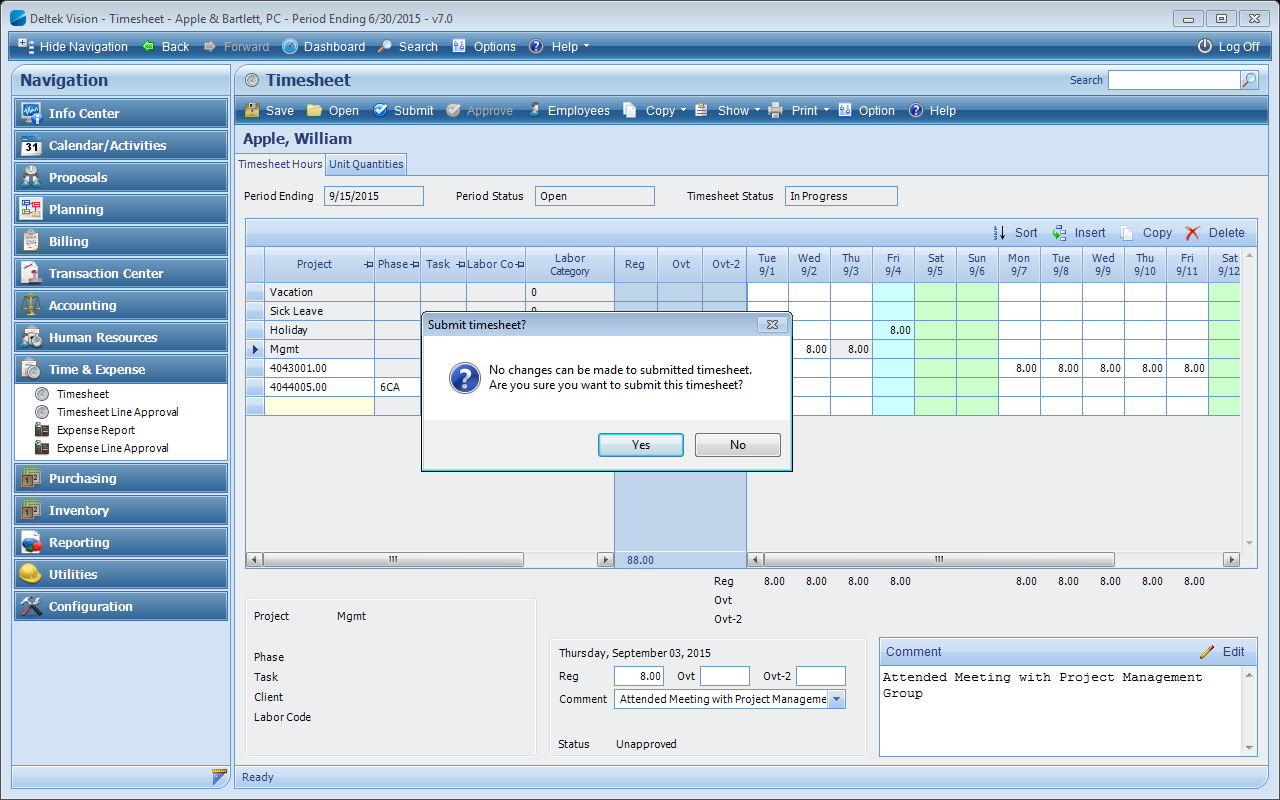 Deltek Vision - Timesheet - Apple & Bartlett, PC - Period Ending 6/30/2015 - v7.0
Hide Navigation Back Forward Dashboard Search Options Help Log Off
Navigation
Info Center
31 Calendar/Activities
Proposals
Planning
Billing
Transaction Center
Accounting
Human Resources
Time & Expense
Timesheet
Timesheet Line Approval
Expense Report
Expense Line Approval
Purchasing
Inventory
Reporting
Utilities
Configuration
Timesheet Search
Save Open Submit Approve Employees Copy Show Print Option Help
Apple, William
Timesheet Hours Unit Quantities
Period Ending 9/15/2015 Period Status Open Timesheet Status In Progress
Sort Insert Copy Delete
Project Phase Task Labor Co Labor Category Reg Ovt Ovt-2 Tue 9/1 Wed 9/2 Thu 9/3 Fri 9/4 Sat 9/5 Sun 9/6 Mon 9/7 Tue 9/8 Wed 9/9 Thu 9/10 Fri 9/11 Sat 9/12
Vacation 0
Sick Leave
Holiday 8.00
Mgmt 8.00 8.00
4043001.00 8.00 8.00 8.00 8.00 8.00
4044005.00 6CA
Submit timesheet?
No changes can be made to submitted timesheet.
Are you sure you want to submit this timesheet?
Yes No
88.00
Reg 8.00 8.00 8.00 8.00 8.00 8.00 8.00 8.00 8.00
Ovt
Ovt-2
Project Mgmt
Phase
Task
Client
Labor Code
Thursday, September 03, 2015
Reg 8.00 Ovt Ovt-2
Comment Attended Meeting with Project Manageme
Status Unapproved
Comment Edit
Attended Meeting with Project Management
Group
Ready